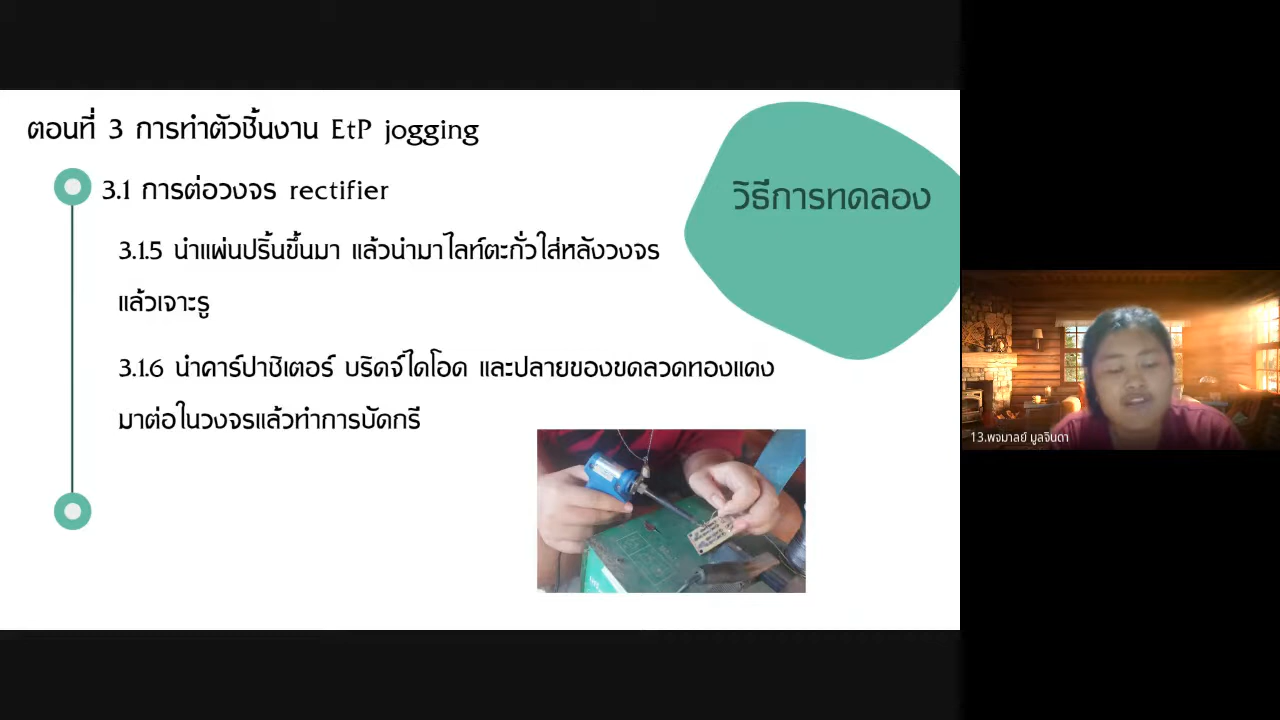 ตอนที่ 3 การทำตัวชิ้นงาน EtP jogging
วิธีการทดลอง
3.1 การต่อวงจร rectifier
3.1.5 นำแผ่นปริ้นขึ้นมา แล้วนำมาไลท์ตะกั่วใส่หลังวงจร
แล้วเจาะรู
3.1.6 นำคาร์ปาซิเตอร์ บริดจ์ไดโอด และปลายของขดลวดทองแดง
มาต่อในวงจรแล้วทำการบัดกรี
13.พจมาลย์ มูลจินดา